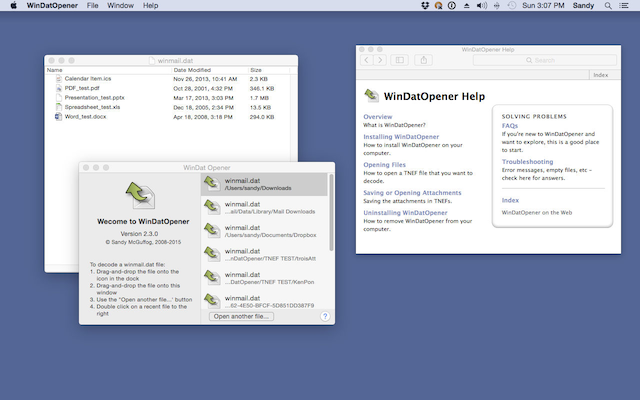 WinDatOpener File Window Help Sun 3:07 PM Sandy
winmail.dat
Name Date Modified Size
Calendar Item.ics Nov 26, 2013, 10:41 AM 2.3 KB
PDF_test.pdf Oct 28, 2001, 4:32 PM 346.1 KB
Presentation_test.pptx Mar 17, 2013, 3:03 PM 1.7 MB
Spreadsheet_test.xls Dec 18, 2005, 2:34 PM 13.5 KB
Word_test.docx Apr 18, 2008, 3:18 PM 294.0 KB
WinDat Opener
Wecome to WinDatOpener
Version 2.3.0
© Sandy McGuffog, 2008-2015
To decode a winmail.dat file:
1. Drag-and-drop the file onto the
icon in the dock
2. Drag-and-drop the file onto this
window
3. Use the "Open another file..." button
4. Double click on a recent file to the
right
winmail.dat
/Users/sandy/Downloads
winmail.dat
...all/Data/Library/Mail Downloads
winmail.dat
/Users/sandy/Documents/Dropbox
winmail.dat
...nDatOpener/TNEF TEST/troiaAtt
winmail.dat
...DatOpener/TNEF TEST/KenPon
winmail.dat
...62-4E50-BFCF-5D851DD387F9
Open another file...
?
WinDatOpener Help
Search
Index
WinDatOpener Help
Overview
What is WinDatOpener?
Installing WinDatOpener
How to install WinDatOpener on your
computer.
Opening Files
How to open a TNEF file that you want to
decode.
Saving or Opening Attachments
Saving the attachments in TNEFs.
Uninstalling WinDatOpener
How to remove WinDatOpener from your
computer.
SOLVING PROBLEMS
FAQs
If you're new to WinDatOpener and
want to explore, this is a good place
to start.
Troubleshooting
Error messages, empty files, etc –
check here for answers.
Index
WinDatOpener on the Web